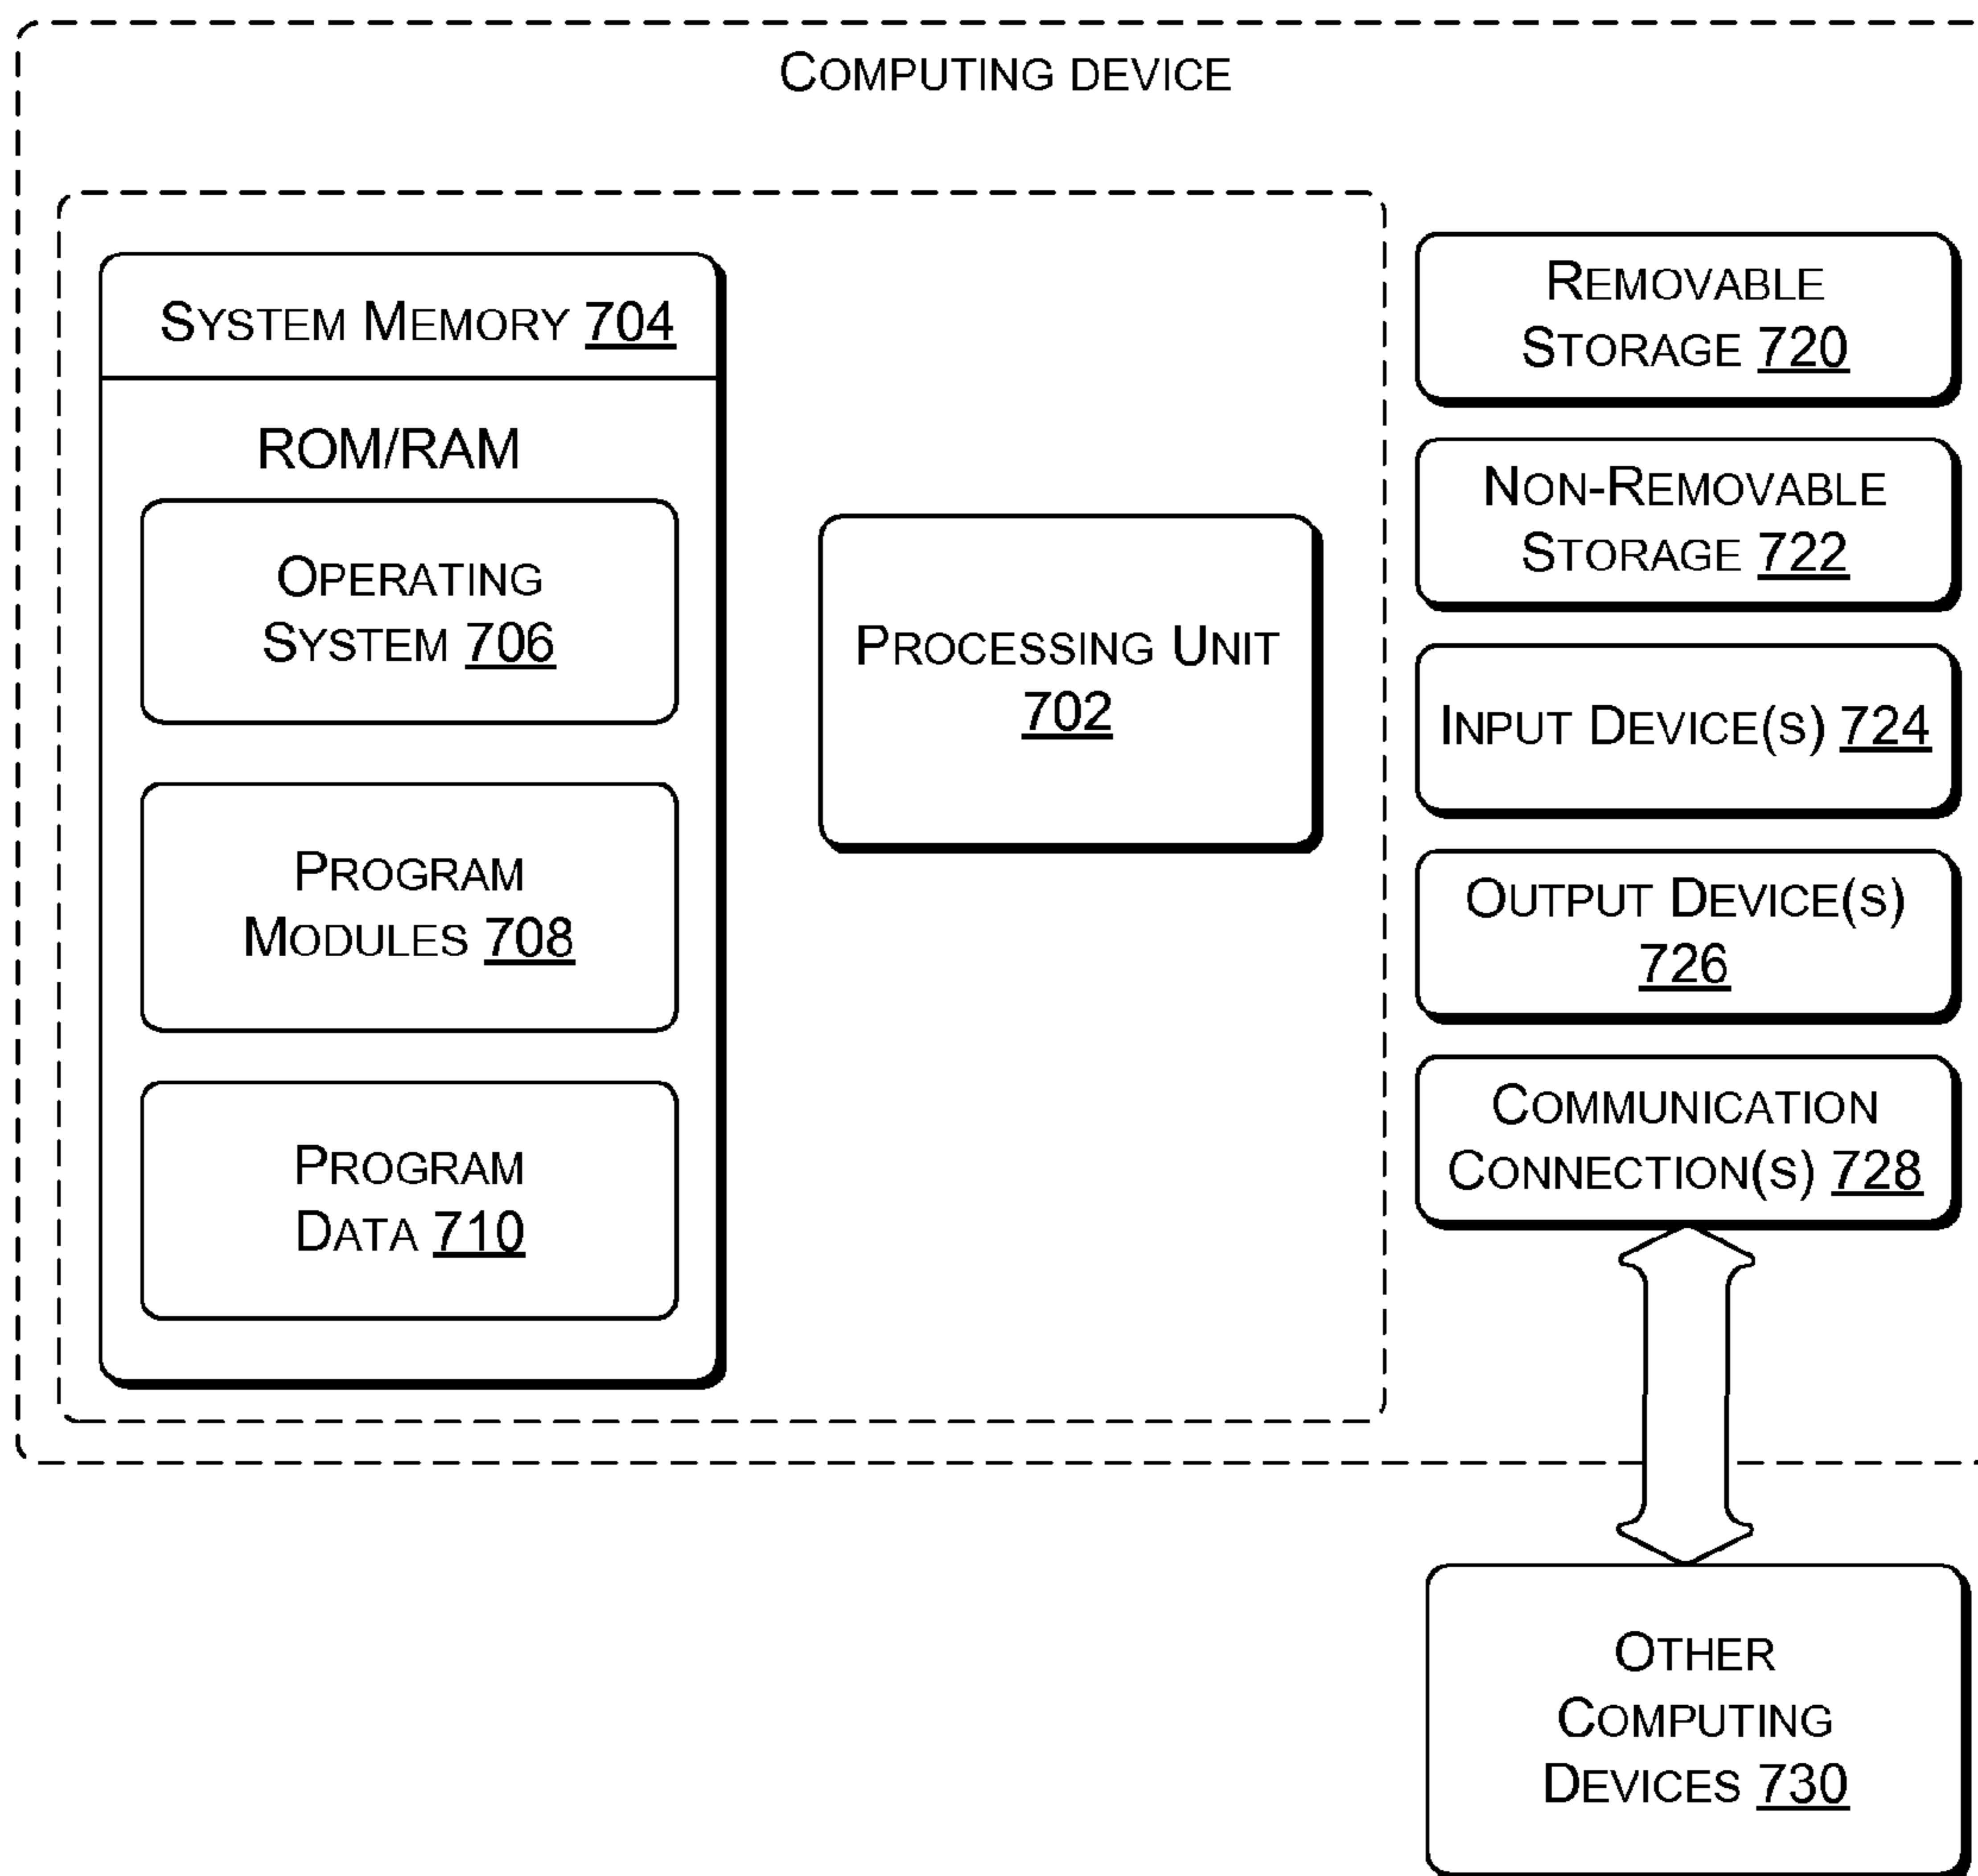 COMPUTING DEVICE
SYSTEM MEMORY 704
ROM/RAM
OPERATING
SYSTEM 706
PROGRAM
MODULES 708
PROGRAM
DATA 710
PROCESSING UNIT
702
REMOVABLE
STORAGE 720
NON-REMOVABLE
STORAGE 722
INPUT DEVICE(S) 724
OUTPUT DEVICE(S)
726
COMMUNICATION
CONNECTION(S) 728
OTHER
COMPUTING
DEVICES 730